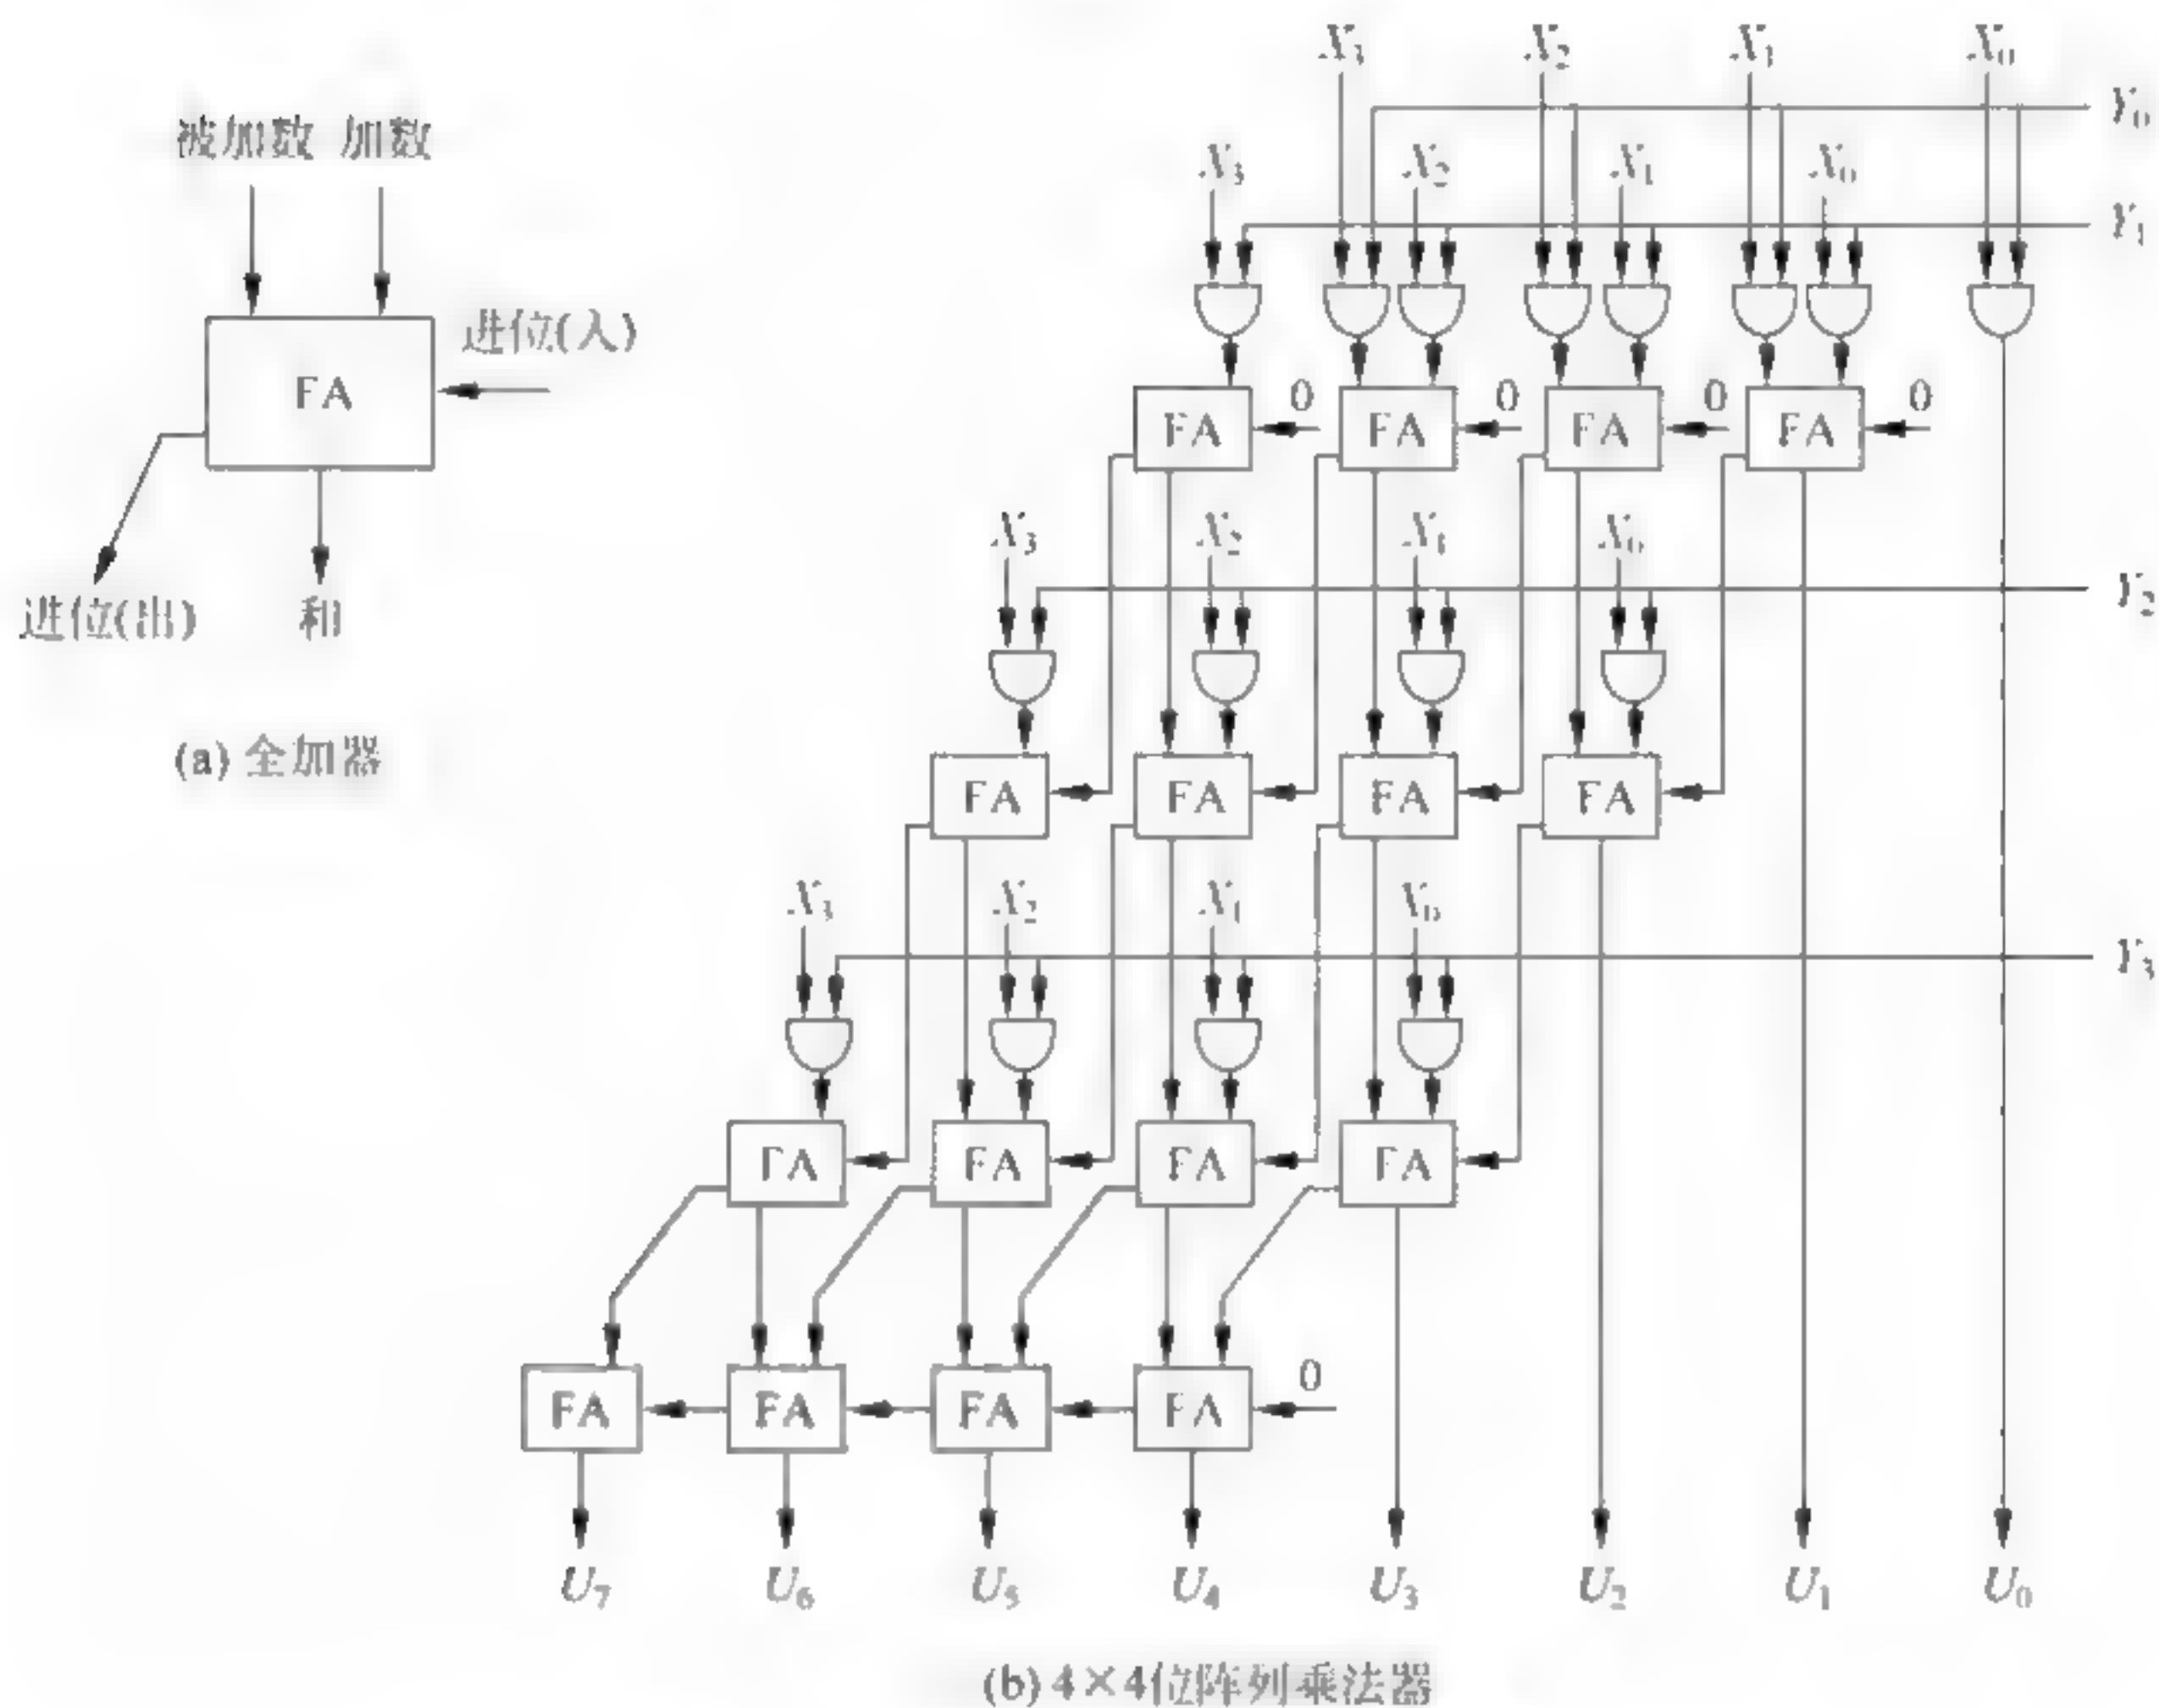 X₃ X₂ X₁ X₀
Y₀
被加数 加数
X₃ X₂ X₁ X₀
Y₁
进位(入)
FA
0 0 0 0
FA FA FA FA
X₃ X₂ X₁ X₀
Y₂
进位(出) 和
(a) 全加器
FA FA FA FA
X₃ X₂ X₁ X₀
Y₃
FA FA FA FA
0
FA FA FA FA
U₇ U₆ U₅ U₄ U₃ U₂ U₁ U₀
(b) 4×4位阵列乘法器